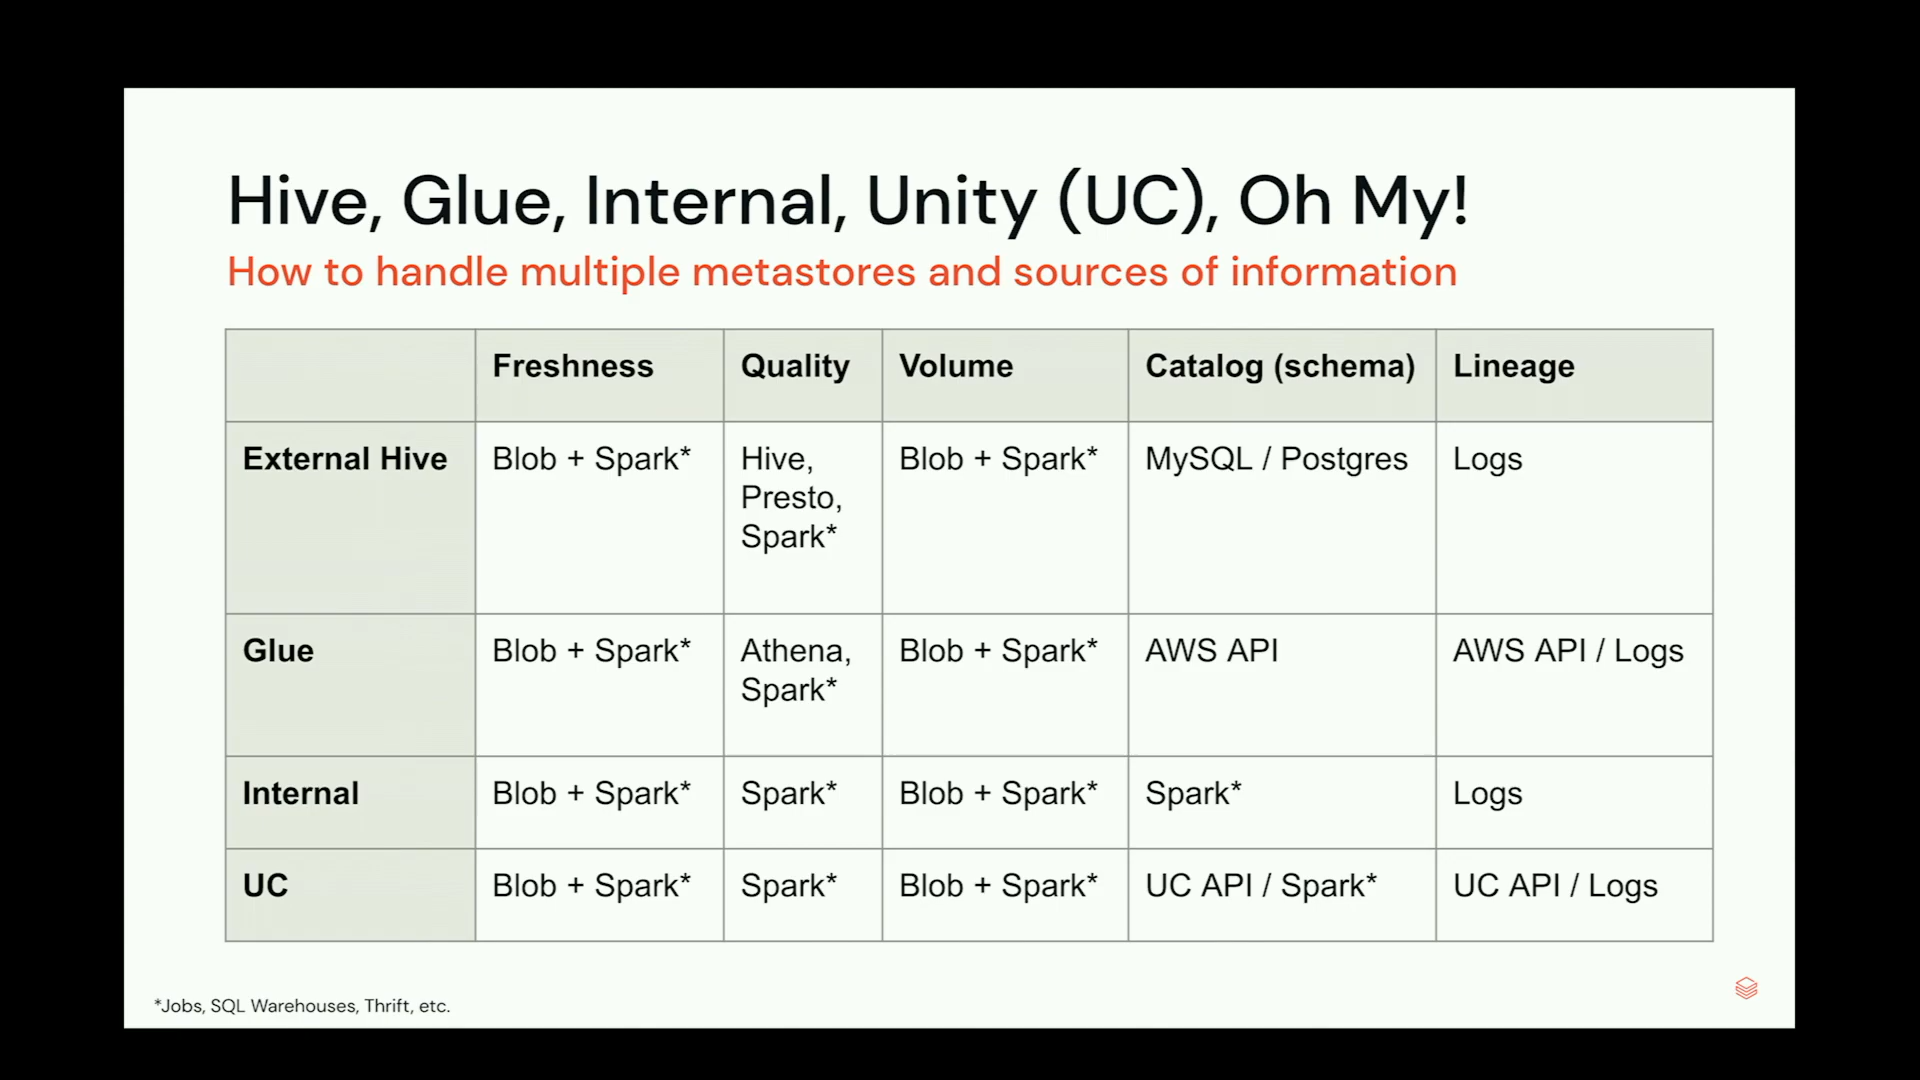 Hive, Glue, Internal, Unity (UC), Oh My!
How to handle multiple metastores and sources of information
Freshness Quality Volume Catalog (schema) Lineage
External Hive Blob + Spark* Hive, Blob + Spark* MySQL / Postgres Logs
Presto,
Spark*
Glue Blob + Spark* Athena, Blob + Spark* AWS API AWS API / Logs
Spark*
Internal Blob + Spark* Spark* Blob + Spark* Spark* Logs
UC Blob + Spark* Spark* Blob + Spark* UC API / Spark* UC API / Logs
*Jobs, SQL Warehouses, Thrift, etc.